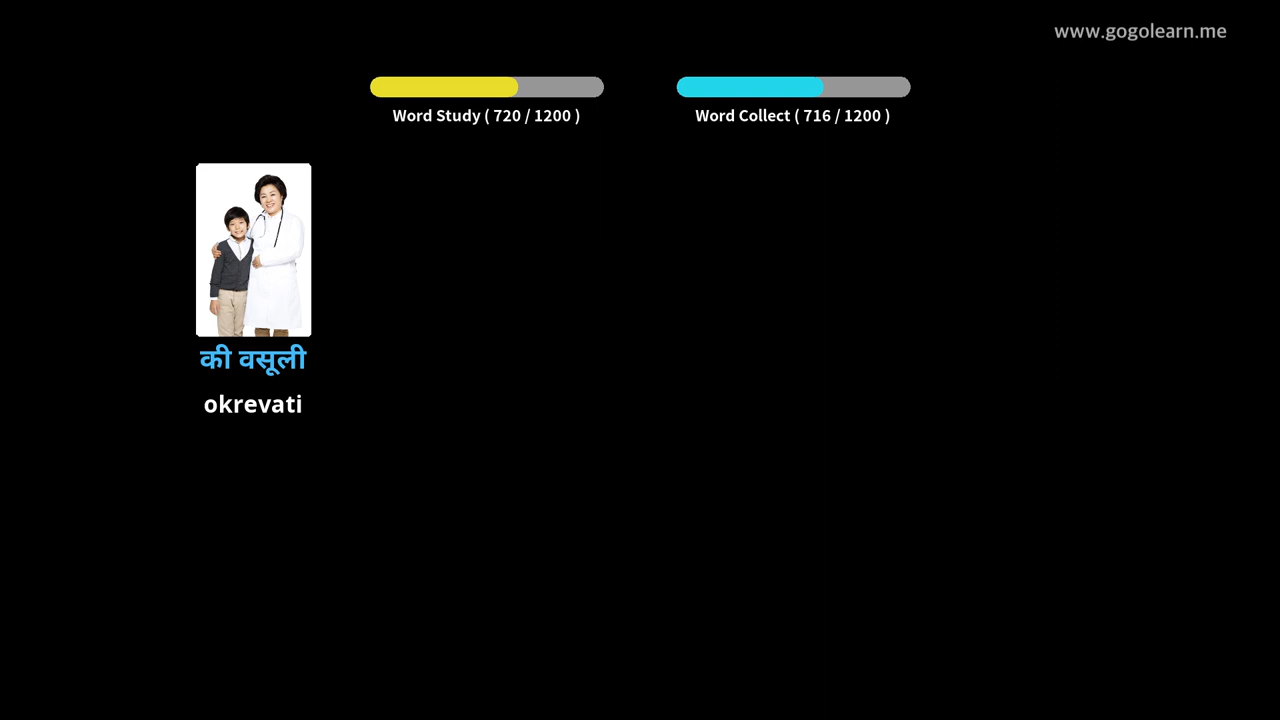 www.gogolearn.me
Word Study ( 720 / 1200 )
Word Collect ( 716 / 1200 )
की वसूली
okrevati